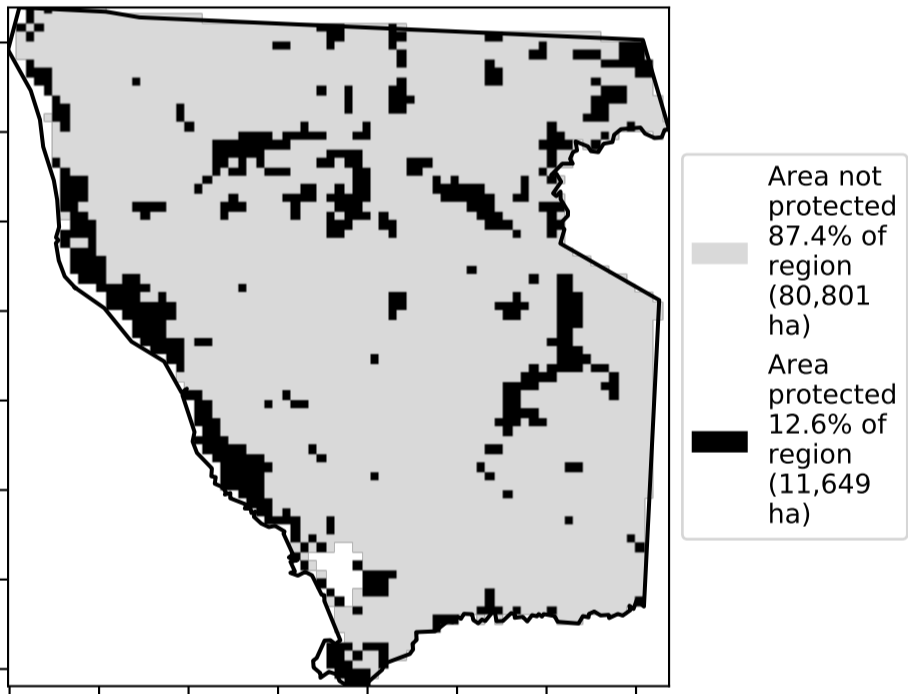 Area not
protected
87.4% of
region
(80,801
ha)
Area
protected
12.6% of
region
(11,649
ha)